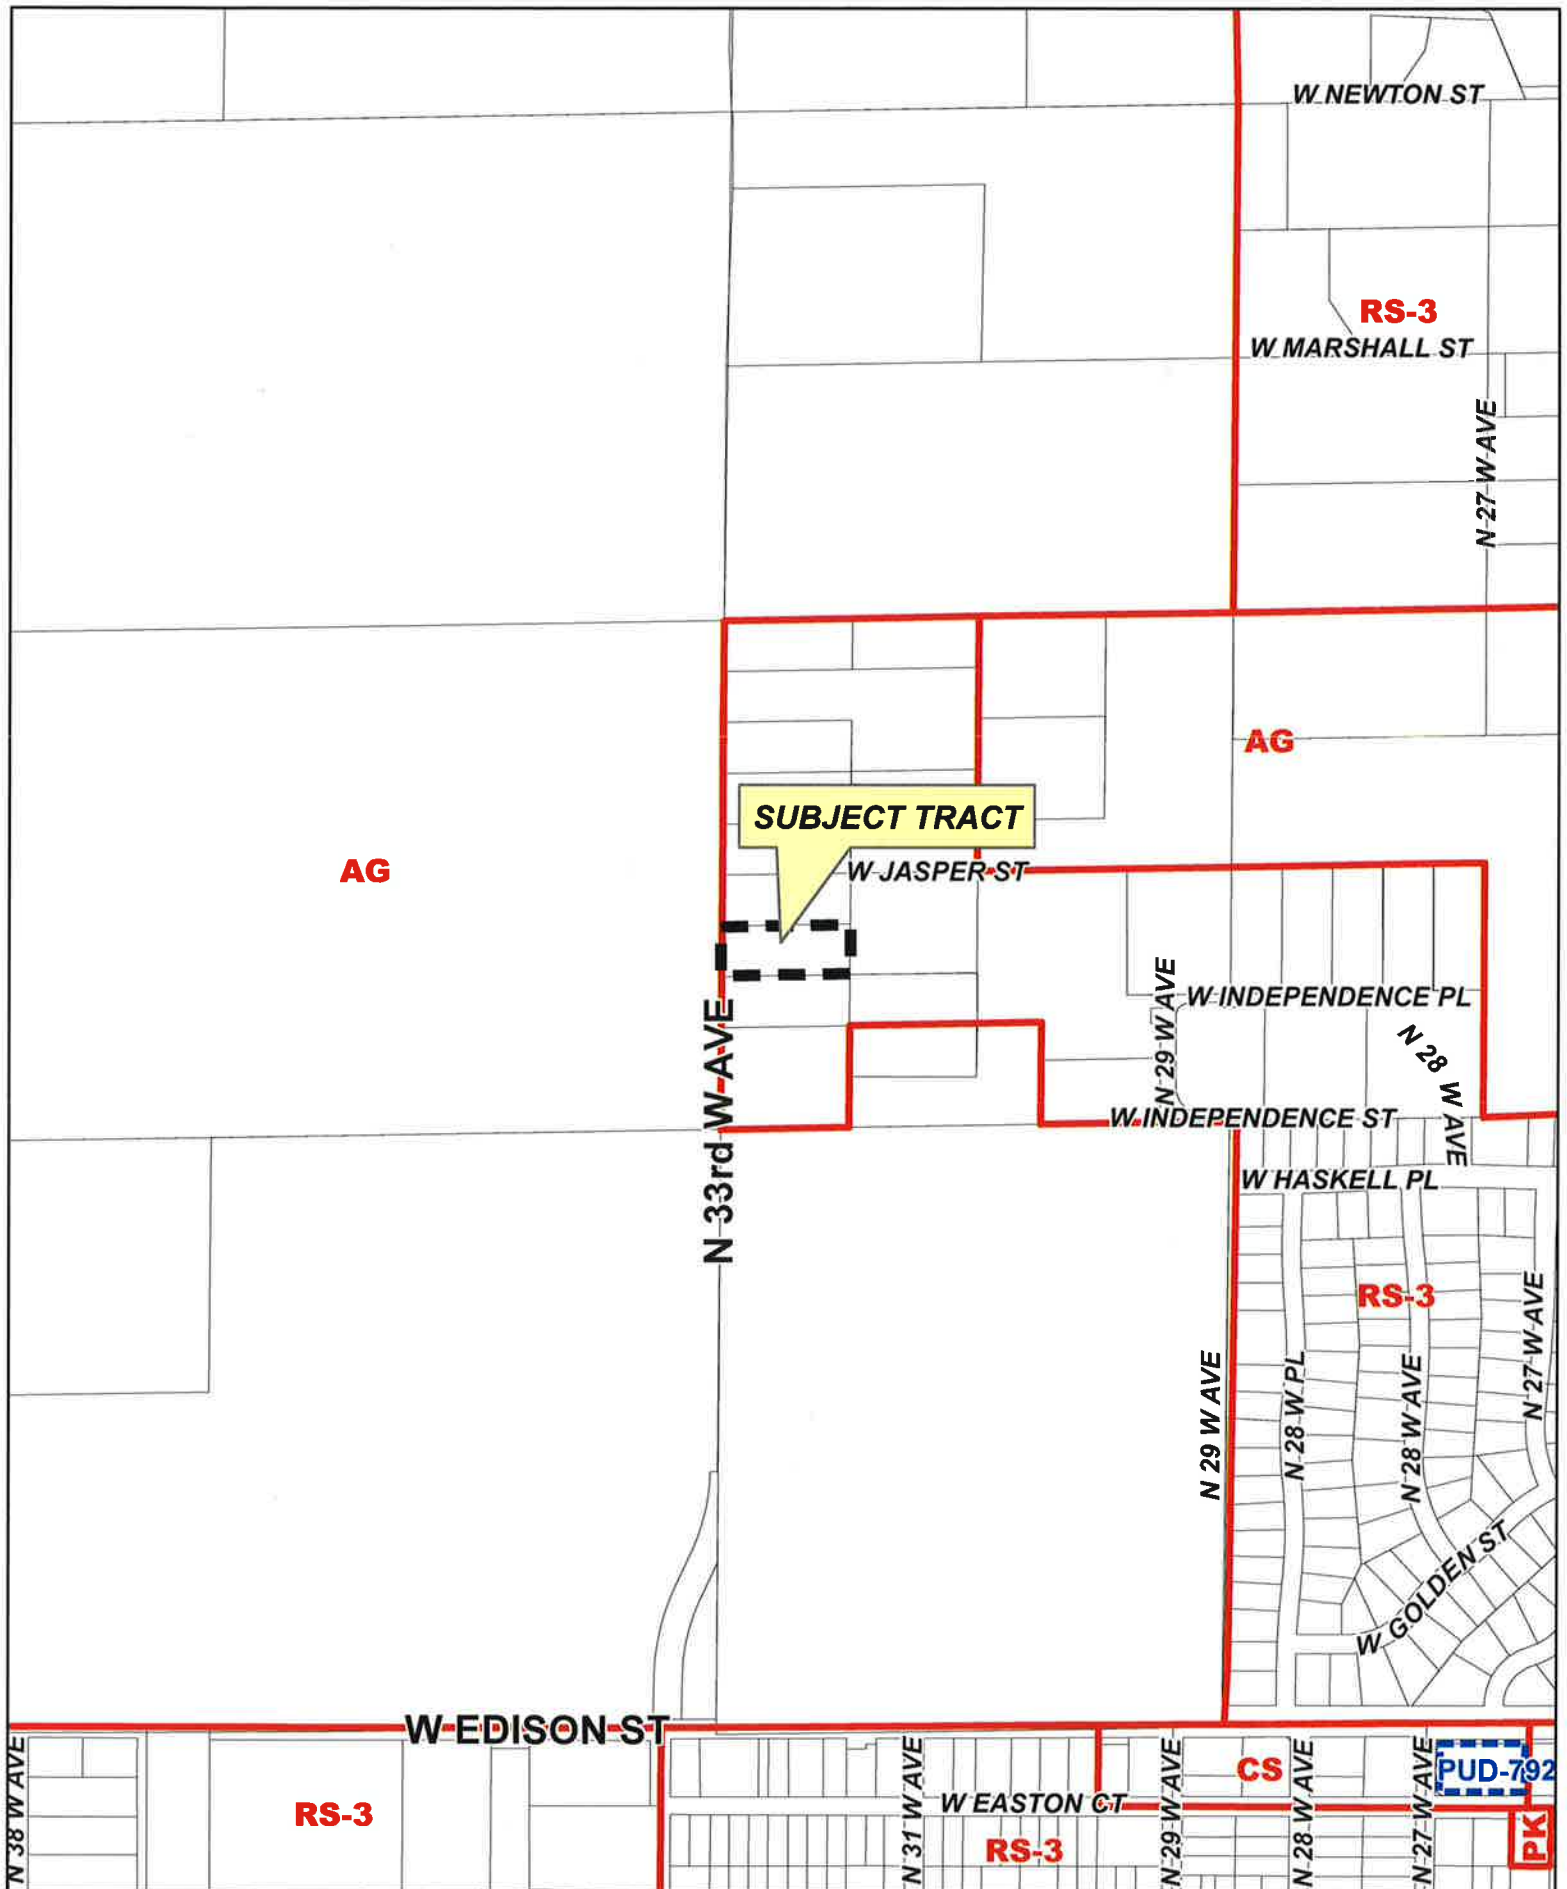 W NEWTON ST
RS-3
W MARSHALL ST
N 27 W AVE
AG
SUBJECT TRACT
AG
W JASPER ST
N 29 W AVE
W INDEPENDENCE PL
N 28 W AVE
N 33rd W AVE
W INDEPENDENCE ST
W HASKELL PL
RS-3
N 27 W AVE
N 29 W AVE
N 28 W PL
N 28 W AVE
W GOLDEN ST
W EDISON ST
N 38 W AVE
RS-3
N 31 W AVE
W EASTON CT
RS-3
N 29 W AVE
CS
N 28 W AVE
N 27 W AVE
PUD-792
PK